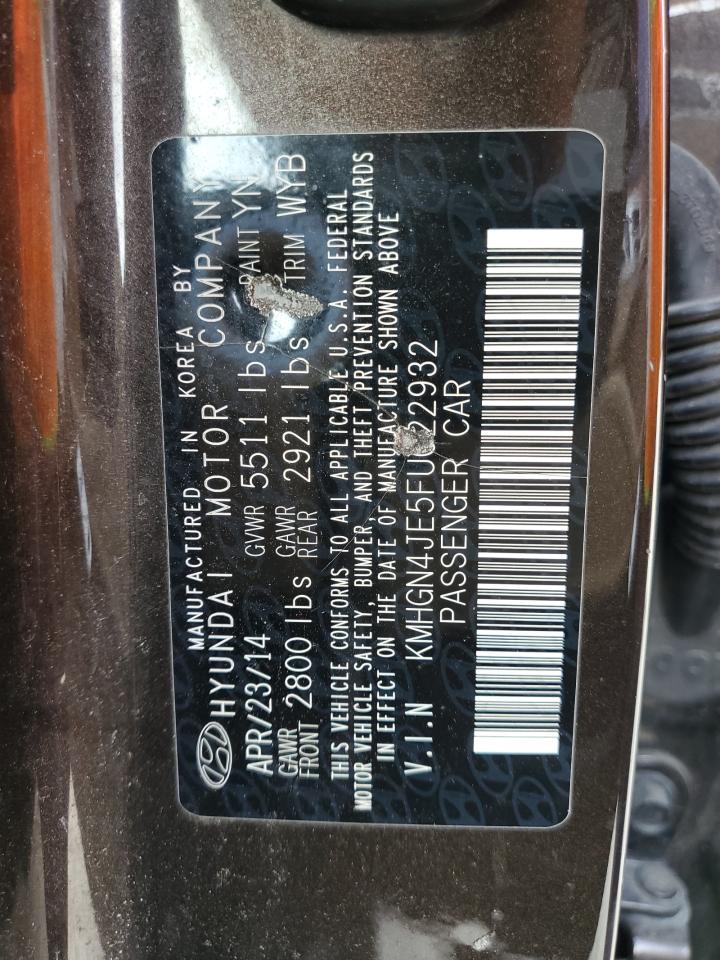 MANUFACTURED IN KOREA BY
HYUNDAI MOTOR COMPANY
APR/23/14 GVWR 5511 lbs PAINT YN
GAWR FRONT 2800 lbs GAWR REAR 2921 lbs TRIM WYB
THIS VEHICLE CONFORMS TO ALL APPLICABLE U.S.A. FEDERAL
MOTOR VEHICLE SAFETY, BUMPER, AND THEFT PREVENTION STANDARDS
IN EFFECT ON THE DATE OF MANUFACTURE SHOWN ABOVE
V.I.N
PASSENGER CAR